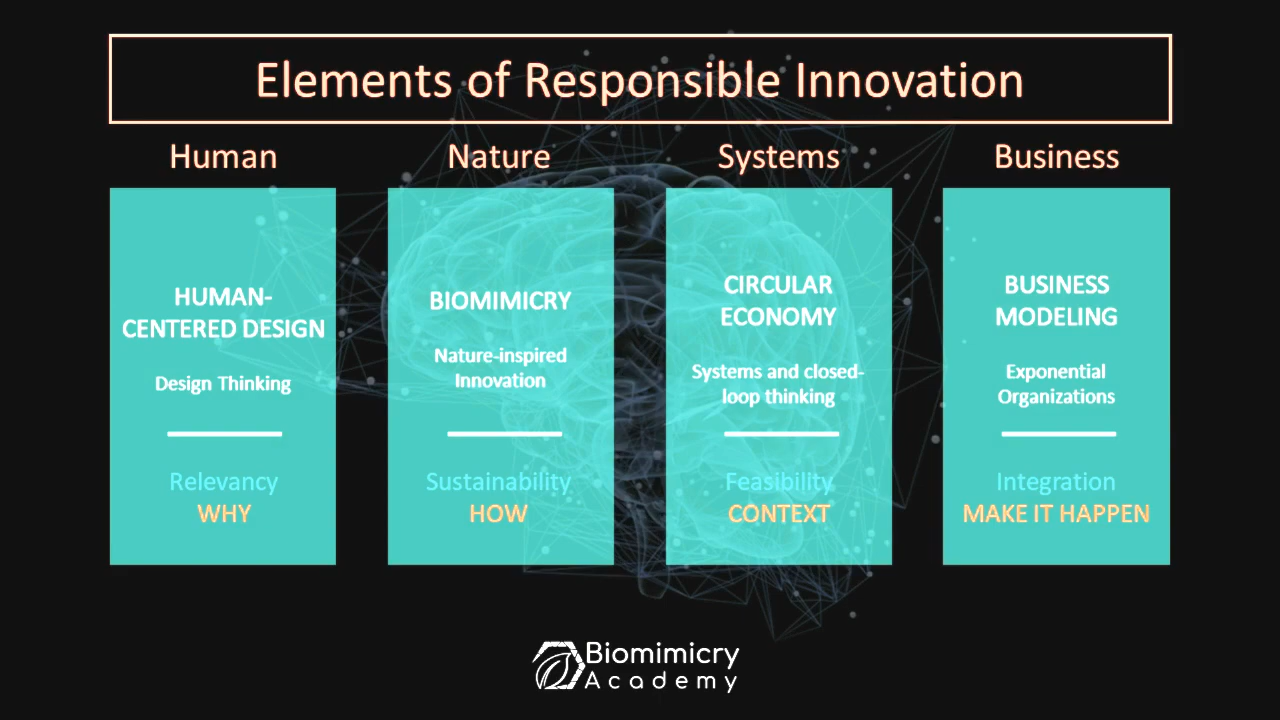 Elements of Responsible Innovation
Human
HUMAN-
CENTERED DESIGN
Design Thinking
Relevancy
WHY
Nature
BIOMIMICRY
Nature-inspired
Innovation
Sustainability
HOW
Systems
CIRCULAR
ECONOMY
Systems and closed-
loop thinking
Feasibility
CONTEXT
Business
BUSINESS
MODELING
Exponential
Organizations
Integration
MAKE IT HAPPEN
Biomimicry
Academy